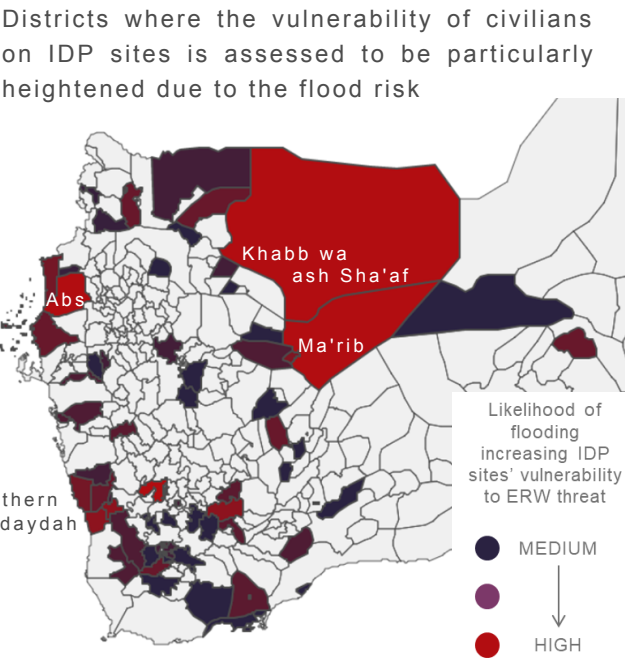 Districts where the vulnerability of civilians
on IDP sites is assessed to be particularly
heightened due to the flood risk
Khabb wa
ash Sha'af
Abs
Ma'rib
thern
daydah
Likelihood of
flooding
increasing IDP
sites' vulnerability
to ERW threat
MEDIUM
HIGH